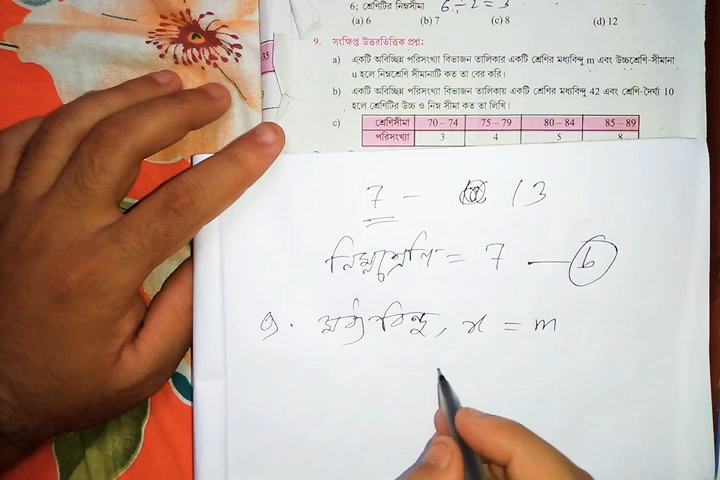 6; শ্রেণিটির নিম্নসীমা 6 ÷ 2 = 3
(a) 6 (b) 7 (c) 8 (d) 12
9. সংক্ষিপ্ত উত্তরভিত্তিক প্রশ্ন:
a) একটি অবিচ্ছিন্ন পরিসংখ্যা বিভাজন তালিকার একটি শ্রেণির মধ্যবিন্দু m এবং উচ্চশ্রেণি-সীমানা
u হলে নিম্নশ্রেণি সীমানাটি কত তা বের করি।
b) একটি অবিচ্ছিন্ন পরিসংখ্যা বিভাজন তালিকায় একটি শ্রেণির মধ্যবিন্দু 42 এবং শ্রেণি-দৈর্ঘ্য 10
হলে শ্রেণিটির উচ্চ ও নিম্ন সীমা কত তা লিখি।
c) শ্রেণিসীমা 70 – 74 75 – 79 80 – 84 85 – 89
পরিসংখ্যা 3 4 5 8
35
7 – 13
নিম্নশ্রেণি = 7 — b
9. মধ্যবিন্দু, x = m